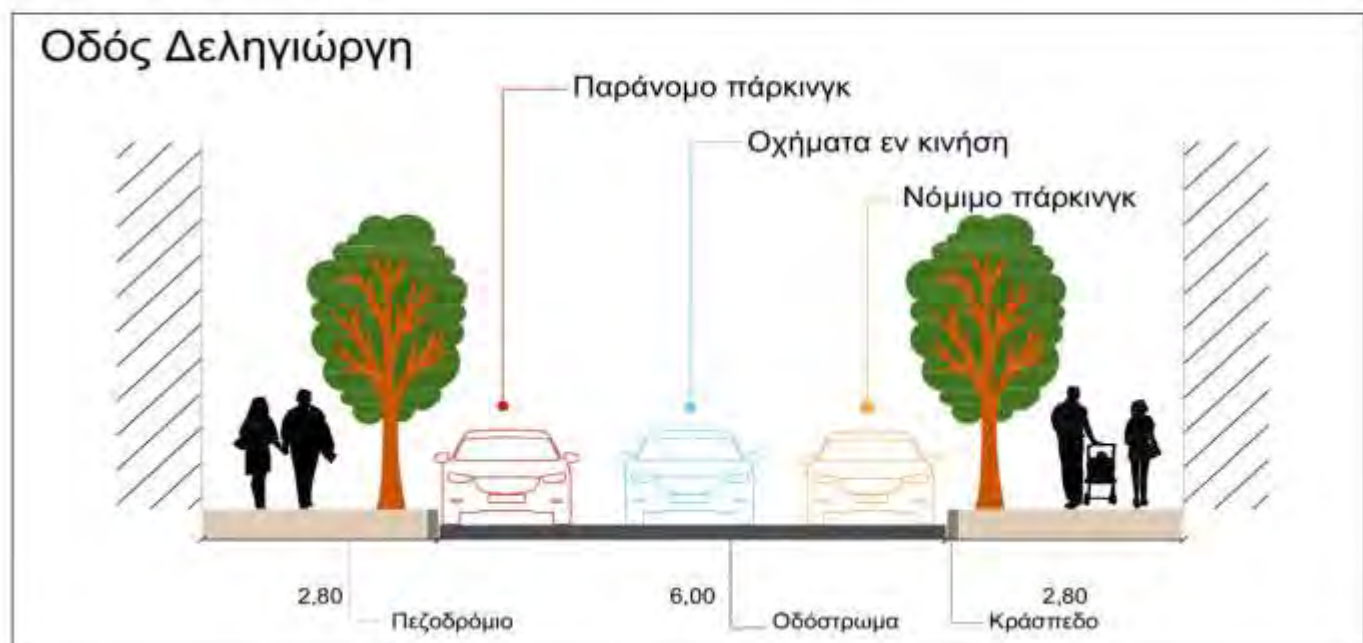 Οδός Δεληγιώργη
Παράνομο πάρκινγκ
Οχήματα εν κινήση
Νόμιμο πάρκινγκ
2,80 6,00 2,80
Πεζοδρόμιο Οδόστρωμα Κράσπεδο